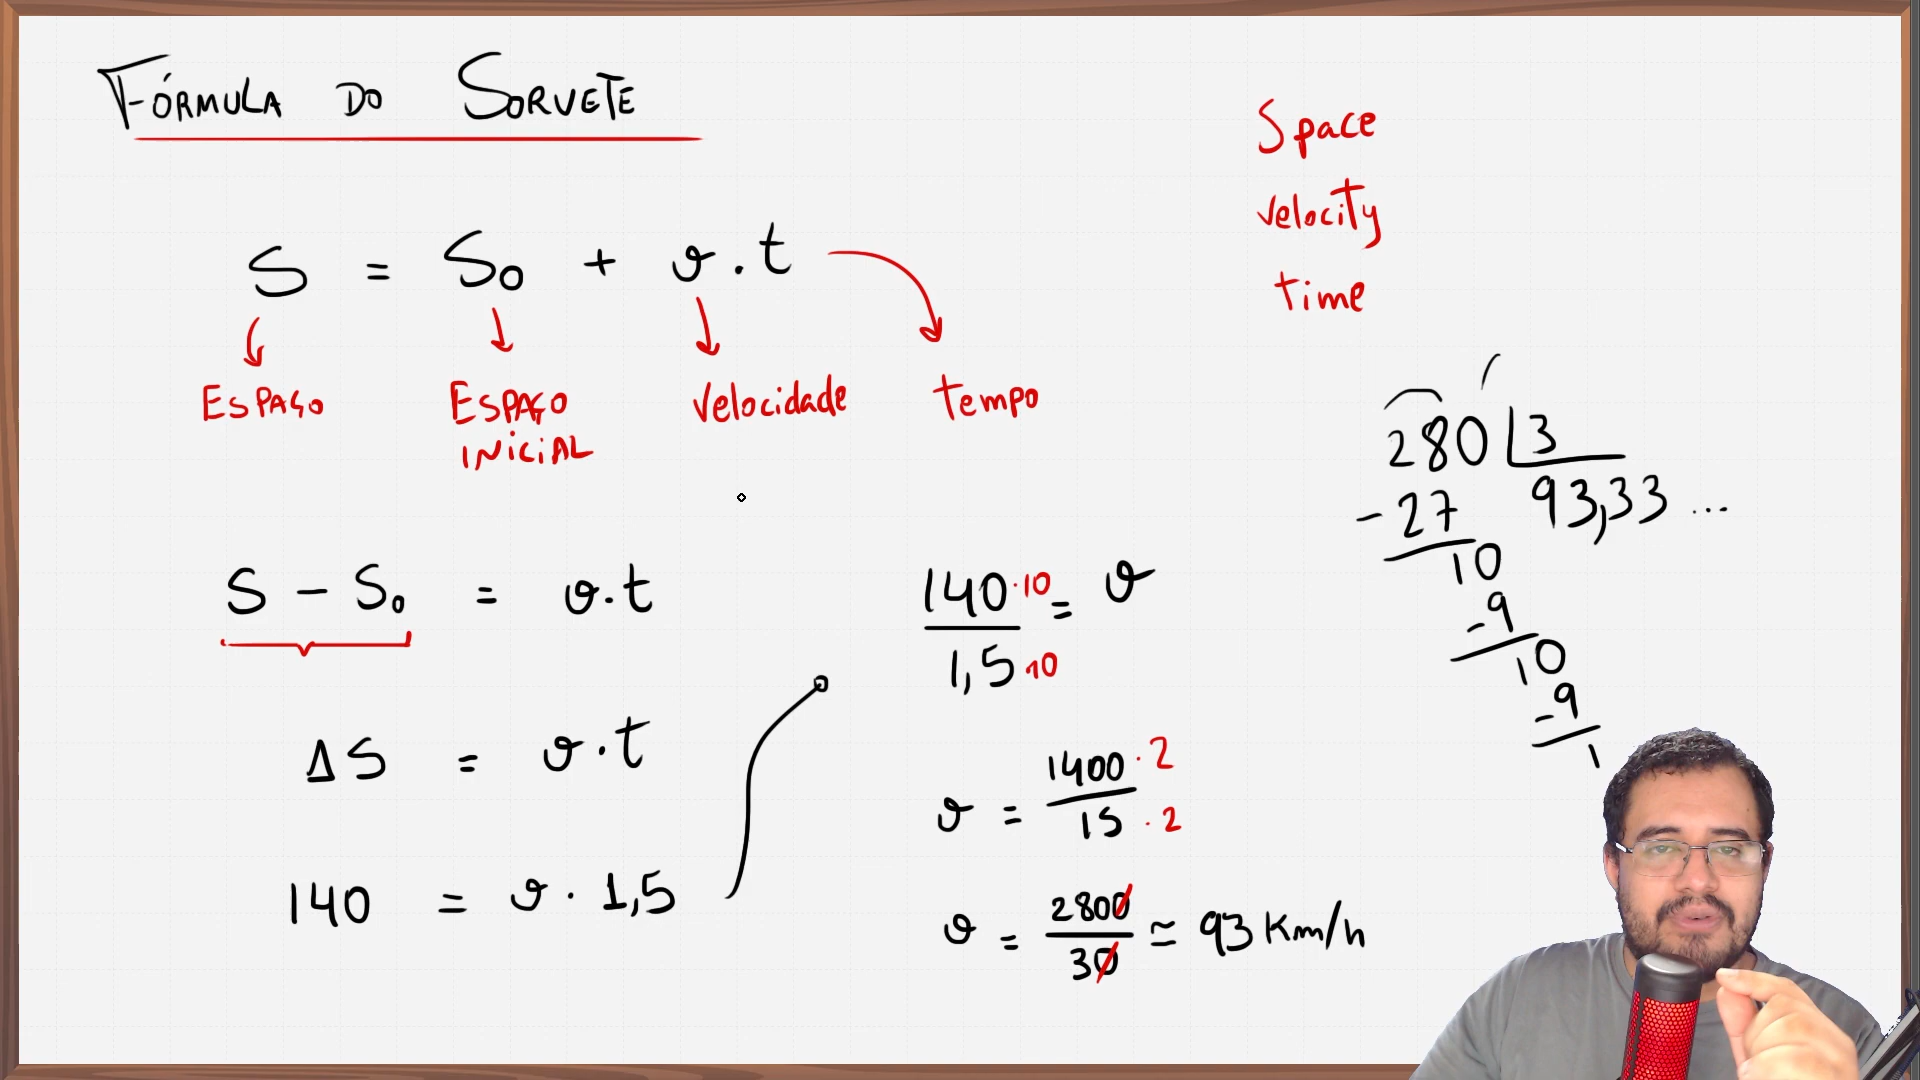 FÓRMULA DO SORVETE
S = S₀ + v . t
ESPAÇO
ESPAÇO INICIAL
Velocidade
tempo
Space
velocity
time
S - S₀ = v.t
ΔS = v.t
140 = v . 1,5
140 .10 = v
1,5 .10
v = 1400 . 2
15 . 2
v = 2800
30
≅ 93 Km/h
280 | 3
- 27 93,33 ...
10
- 9
10
- 9
1